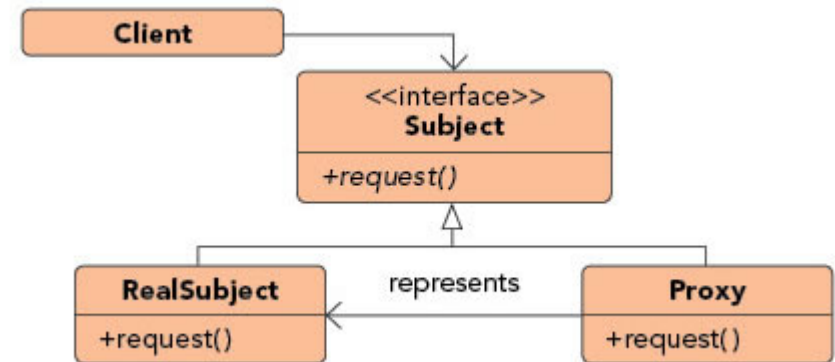 Client
<<interface>>
Subject
+request()
RealSubject
represents
Proxy
+request()
+request()